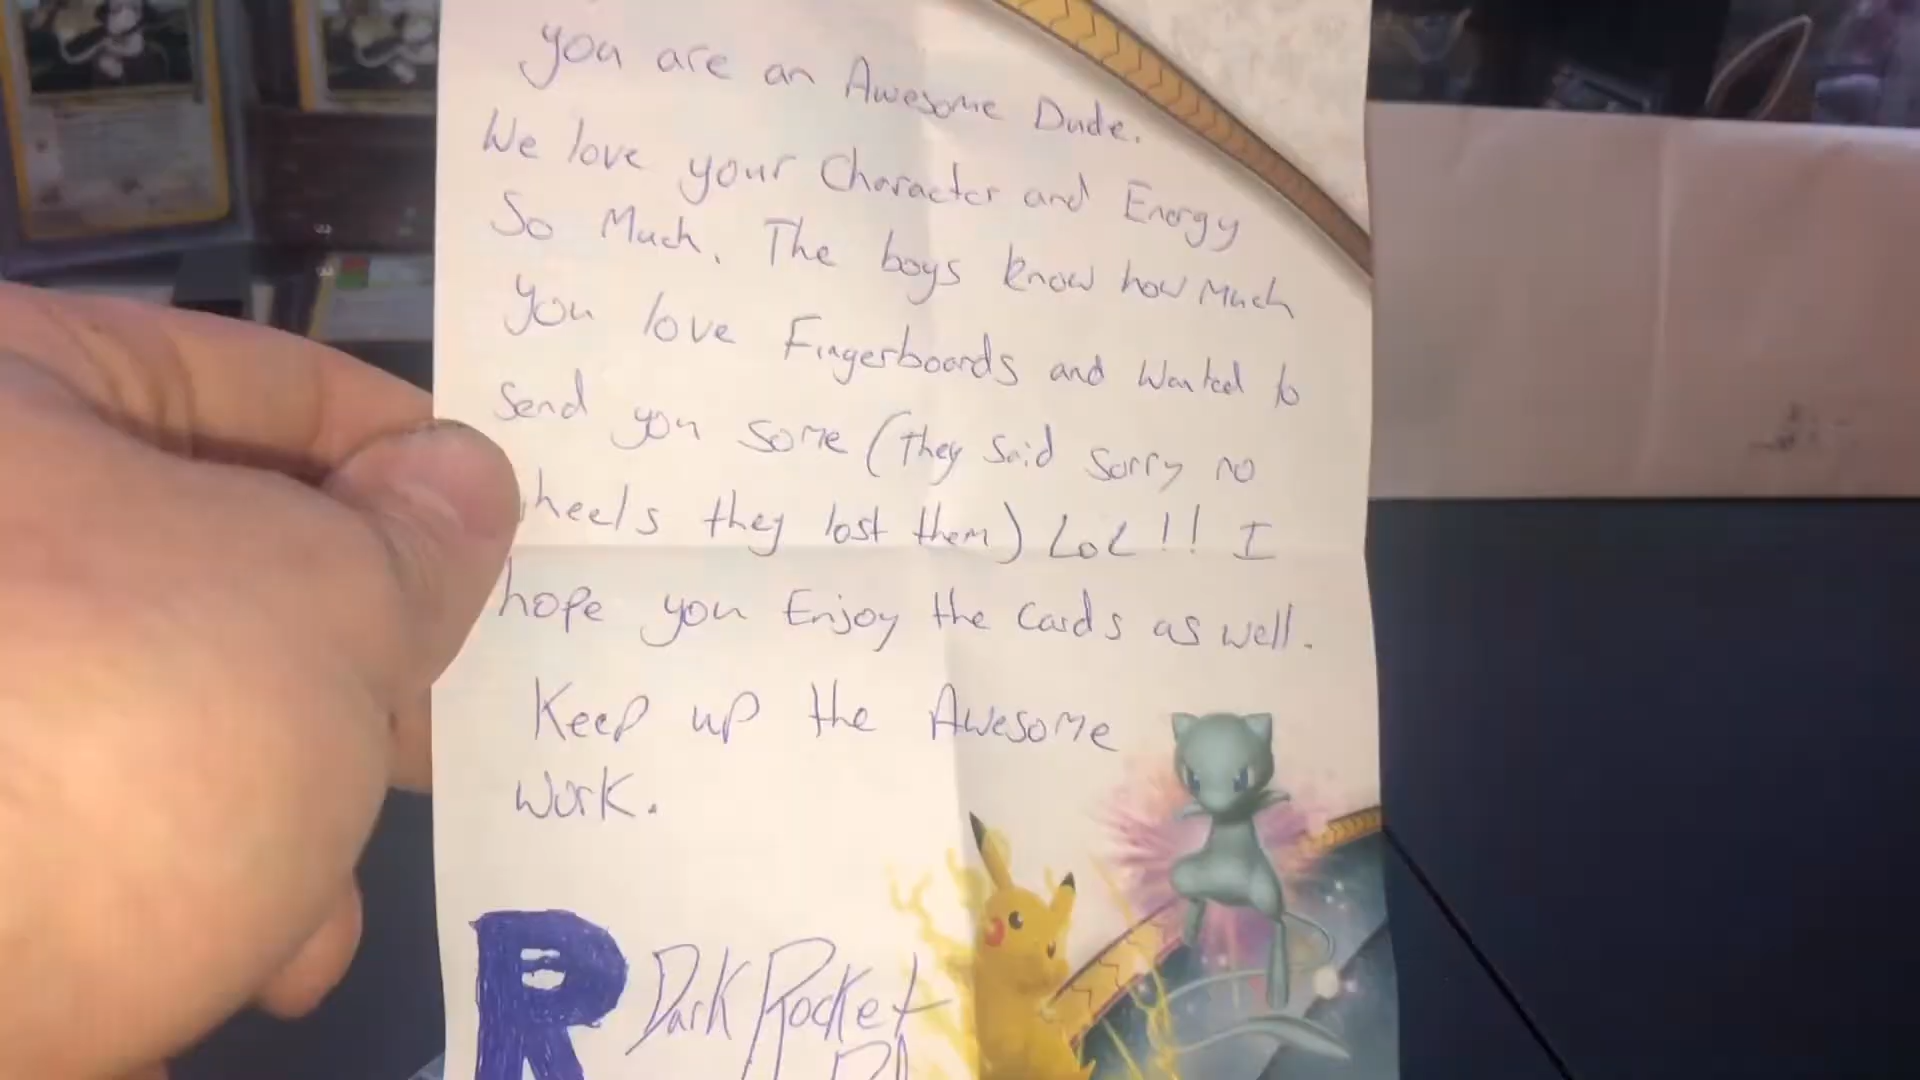 you are an Awesome Dude.
We love your Character and Energy
So Much. The boys know how Much
you love Fingerboards and Wanted to
Send you some (They Said Sorry no
heels they lost them) LoL!! I
hope you Enjoy the Cards as well.
Keep up the Awesome
Work.
R Dark Rocket